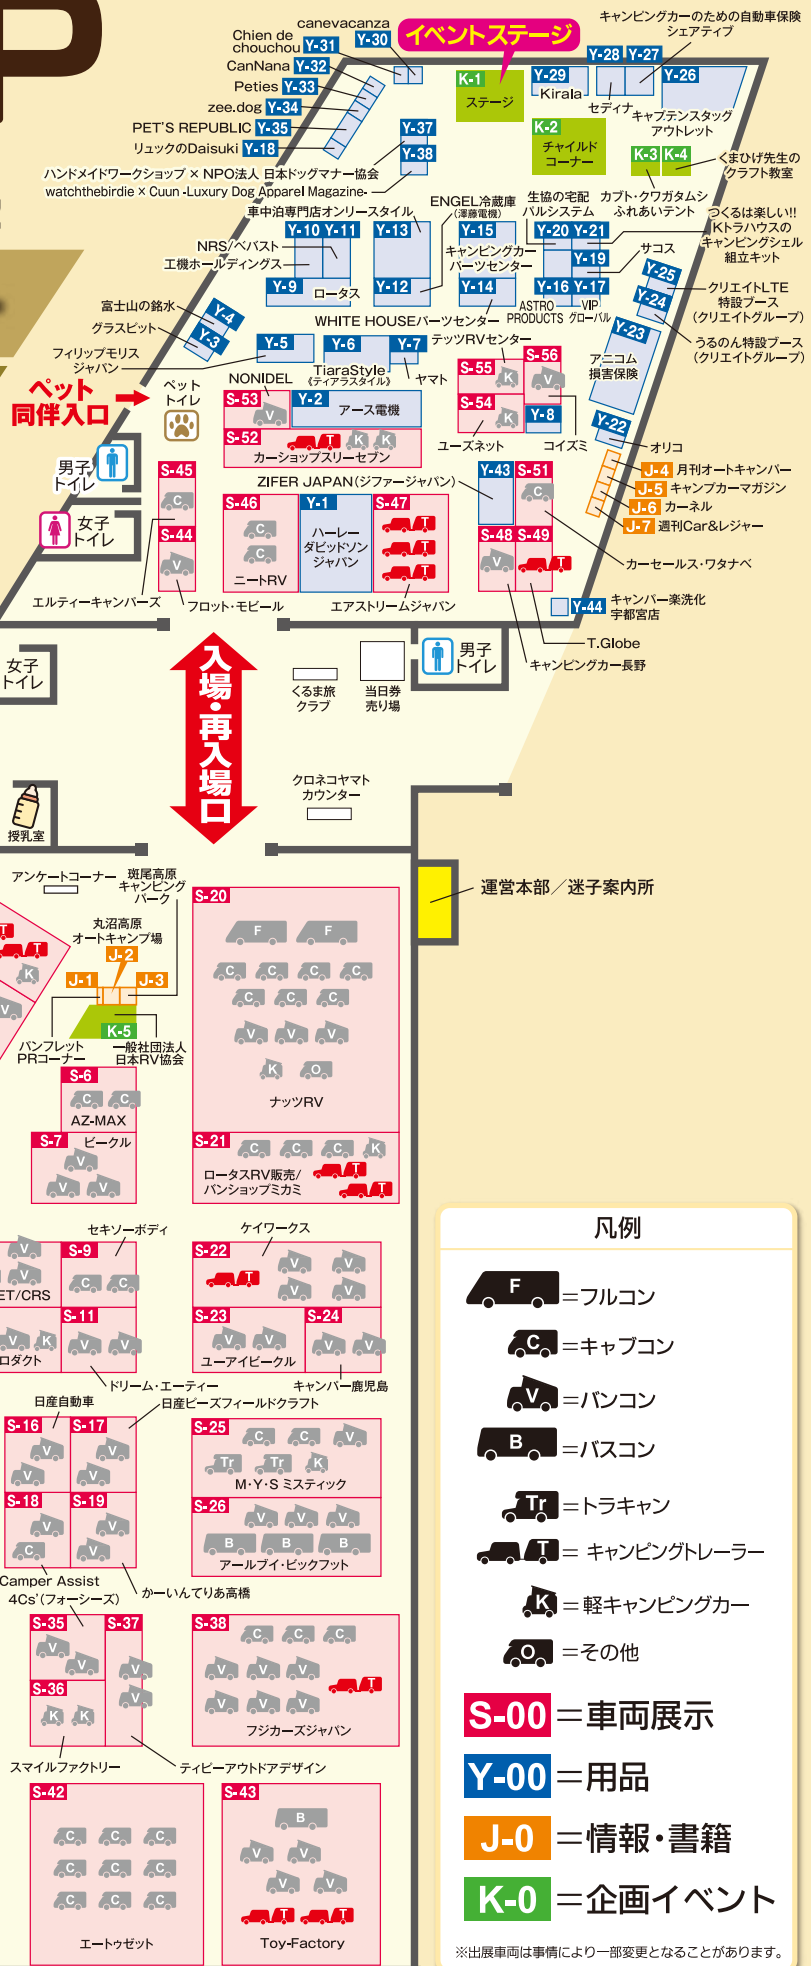 P
canevacanza
Y-30
Chien de
chouchou
Y-31
CanNana Y-32
Peties Y-33
zee.dog Y-34
PET'S REPUBLIC Y-35
リュックのDaisuki Y-18
イベントステージ
キャンピングカーのための自動車保険
シェアティブ
Y-28 Y-27
K-1
ステージ
Y-29
Kirala
セディナ
Y-26
キャプテンスタッグ
アウトレット
K-2
チャイルド
コーナー
Y-37
Y-38
ハンドメイドワークショップ × NPO法人 日本ドッグマナー協会
watchthebirdie × Cuun -Luxury Dog Apparel Magazine-
K-3 K-4
くまひげ先生の
クラフト教室
カブト・クワガタムシ
ふれあいテント
車中泊専門店オンリースタイル
ENGEL冷蔵庫
(澤藤電機)
生協の宅配
パルシステム
つくるは楽しい!!
Kトラハウスの
キャンピングシェル
組立キット
Y-10 Y-11
Y-13
Y-15
Y-20 Y-21
NRS/ベバスト
工機ホールディングス
キャンピングカー
パーツセンター
Y-19
サコス
Y-9
ロータス
Y-12
Y-14
Y-16 Y-17
WHITE HOUSEパーツセンター
ASTRO
PRODUCTS
VIP
グローバル
Y-25
Y-24
クリエイトLTE
特設ブース
(クリエイトグループ)
うるのん特設ブース
(クリエイトグループ)
富士山の銘水
グラスピット
Y-4
Y-3
フィリップモリス
ジャパン
Y-5
Y-6
TiaraStyle
《ティアラスタイル》
Y-7
ヤマト
テッツRVセンター
S-55
K
S-56
V
Y-23
アニコム
損害保険
ペット
同伴入口
ペット
トイレ
NONIDEL
S-53
V
Y-2
アース電機
S-54
K
Y-8
ユーズネット
コイズミ
Y-22
オリコ
S-52
T K K
カーショップスリーセブン
男子
トイレ
女子
トイレ
J-4 月刊オートキャンパー
J-5 キャンプカーマガジン
J-6 カーネル
J-7 週刊Car&レジャー
ZIFER JAPAN(ジファージャパン)
S-45
C
S-44
V
S-46
C
C
ニートRV
Y-1
ハーレー
ダビッドソン
ジャパン
S-47
T
T
T
Y-43
S-51
C
S-48
V
S-49
T
カーセールス・ワタナベ
エルティーキャンパーズ
フロット・モビール
エアストリームジャパン
Y-44
キャンパー楽洗化
宇都宮店
T.Globe
キャンピングカー長野
女子
トイレ
入場・再入場口
くるま旅
クラブ
当日券
売り場
男子
トイレ
クロネコヤマト
カウンター
授乳室
アンケートコーナー
斑尾高原
キャンピング
パーク
丸沼高原
オートキャンプ場
J-2
J-1
J-3
K-5
パンフレット
PRコーナー
一般社団法人
日本RV協会
T
T
K
V
運営本部／迷子案内所
S-20
F F
C C C C
C C C
V V V
K O
ナッツRV
S-6
C C
AZ-MAX
S-7 ビークル
V
V V
S-21
C C C K
T
T
ロータスRV販売/
バンショップミカミ
セキソーボディ
S-9
C C
V
V
ET/CRS
S-11
V V
V K
ロダクト
ドリーム・エーティー
ケイワークス
S-22
T V V
V V
S-23
V V
ユーアイビークル
S-24
V V
キャンパー鹿児島
日産自動車
日産ピーズフィールドクラフト
S-16
V
V
S-17
V
V
S-18
V
C
S-19
V
V
Camper Assist
かーいんてりあ高橋
S-25
C C V
Tr Tr K
M・Y・S ミスティック
S-26
V V V
B B B
アールブイ・ビックフット
4Cs'(フォーシーズ)
S-35
V
V
S-37
V
V
S-36
K K
スマイルファクトリー
ティピーアウトドアデザイン
S-38
C C C
V V V
T
V V V
フジカーズジャパン
S-42
C C C
C C C
C C C
エートゥゼット
S-43
B
V V
V V
T T
Toy-Factory
凡例
F =フルコン
C =キャブコン
V =バンコン
B =バスコン
Tr =トラキャン
T = キャンピングトレーラー
K =軽キャンピングカー
O =その他
S-00 =車両展示
Y-00 =用品
J-0 =情報・書籍
K-0 =企画イベント
※出展車両は事情により一部変更となることがあります。